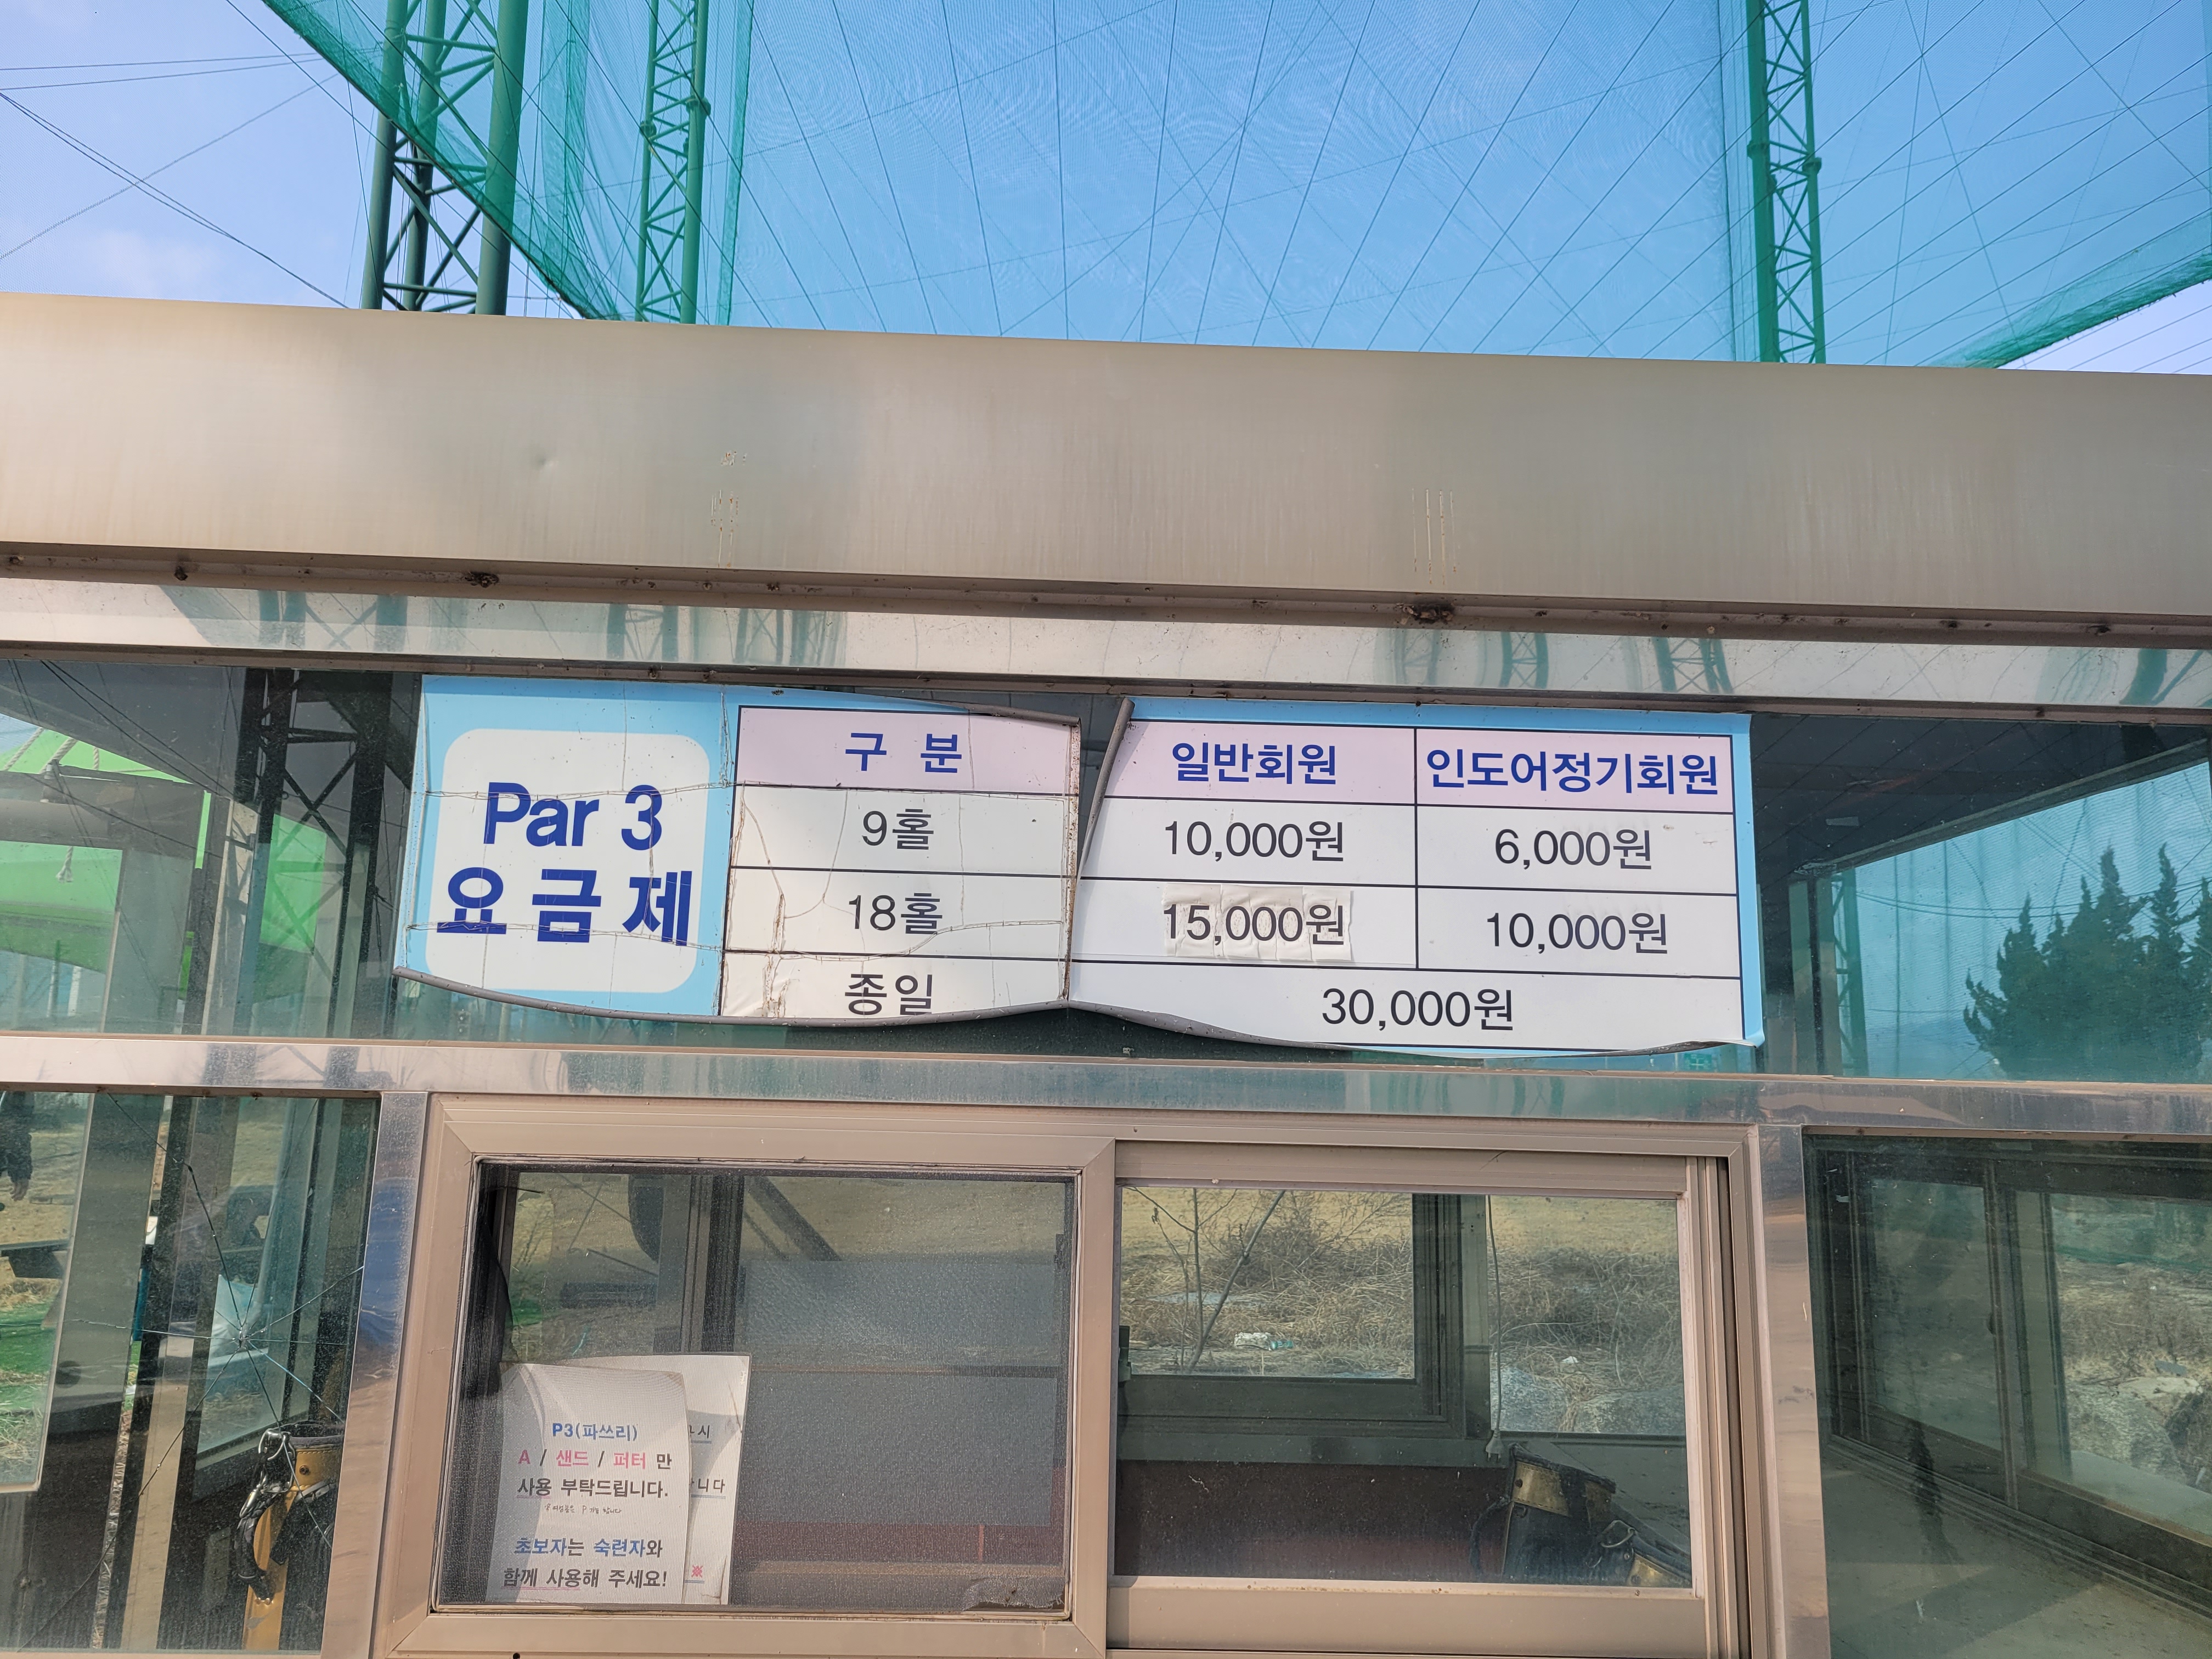 Par 3
요금제
구 분 일반회원 인도어정기회원
9홀 10,000원 6,000원
18홀 15,000원 10,000원
종일 30,000원
P3(파쓰리)
A / 샌드 / 퍼터 만
사용 부탁드립니다.
초보자는 숙련자와
함께 사용해 주세요!
시
니다
※